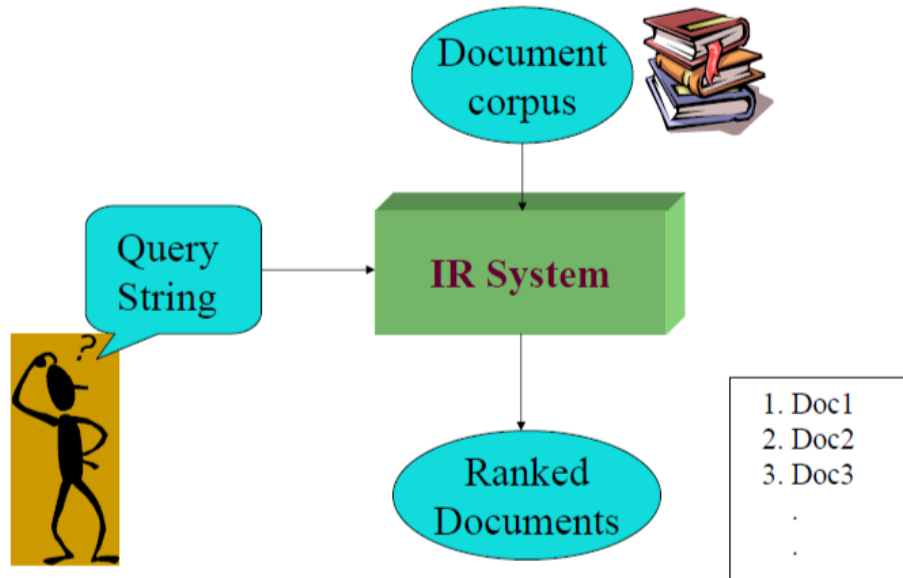 Document
corpus
Query
String
IR System
?
1. Doc1
2. Doc2
3. Doc3
.
.
Ranked
Documents